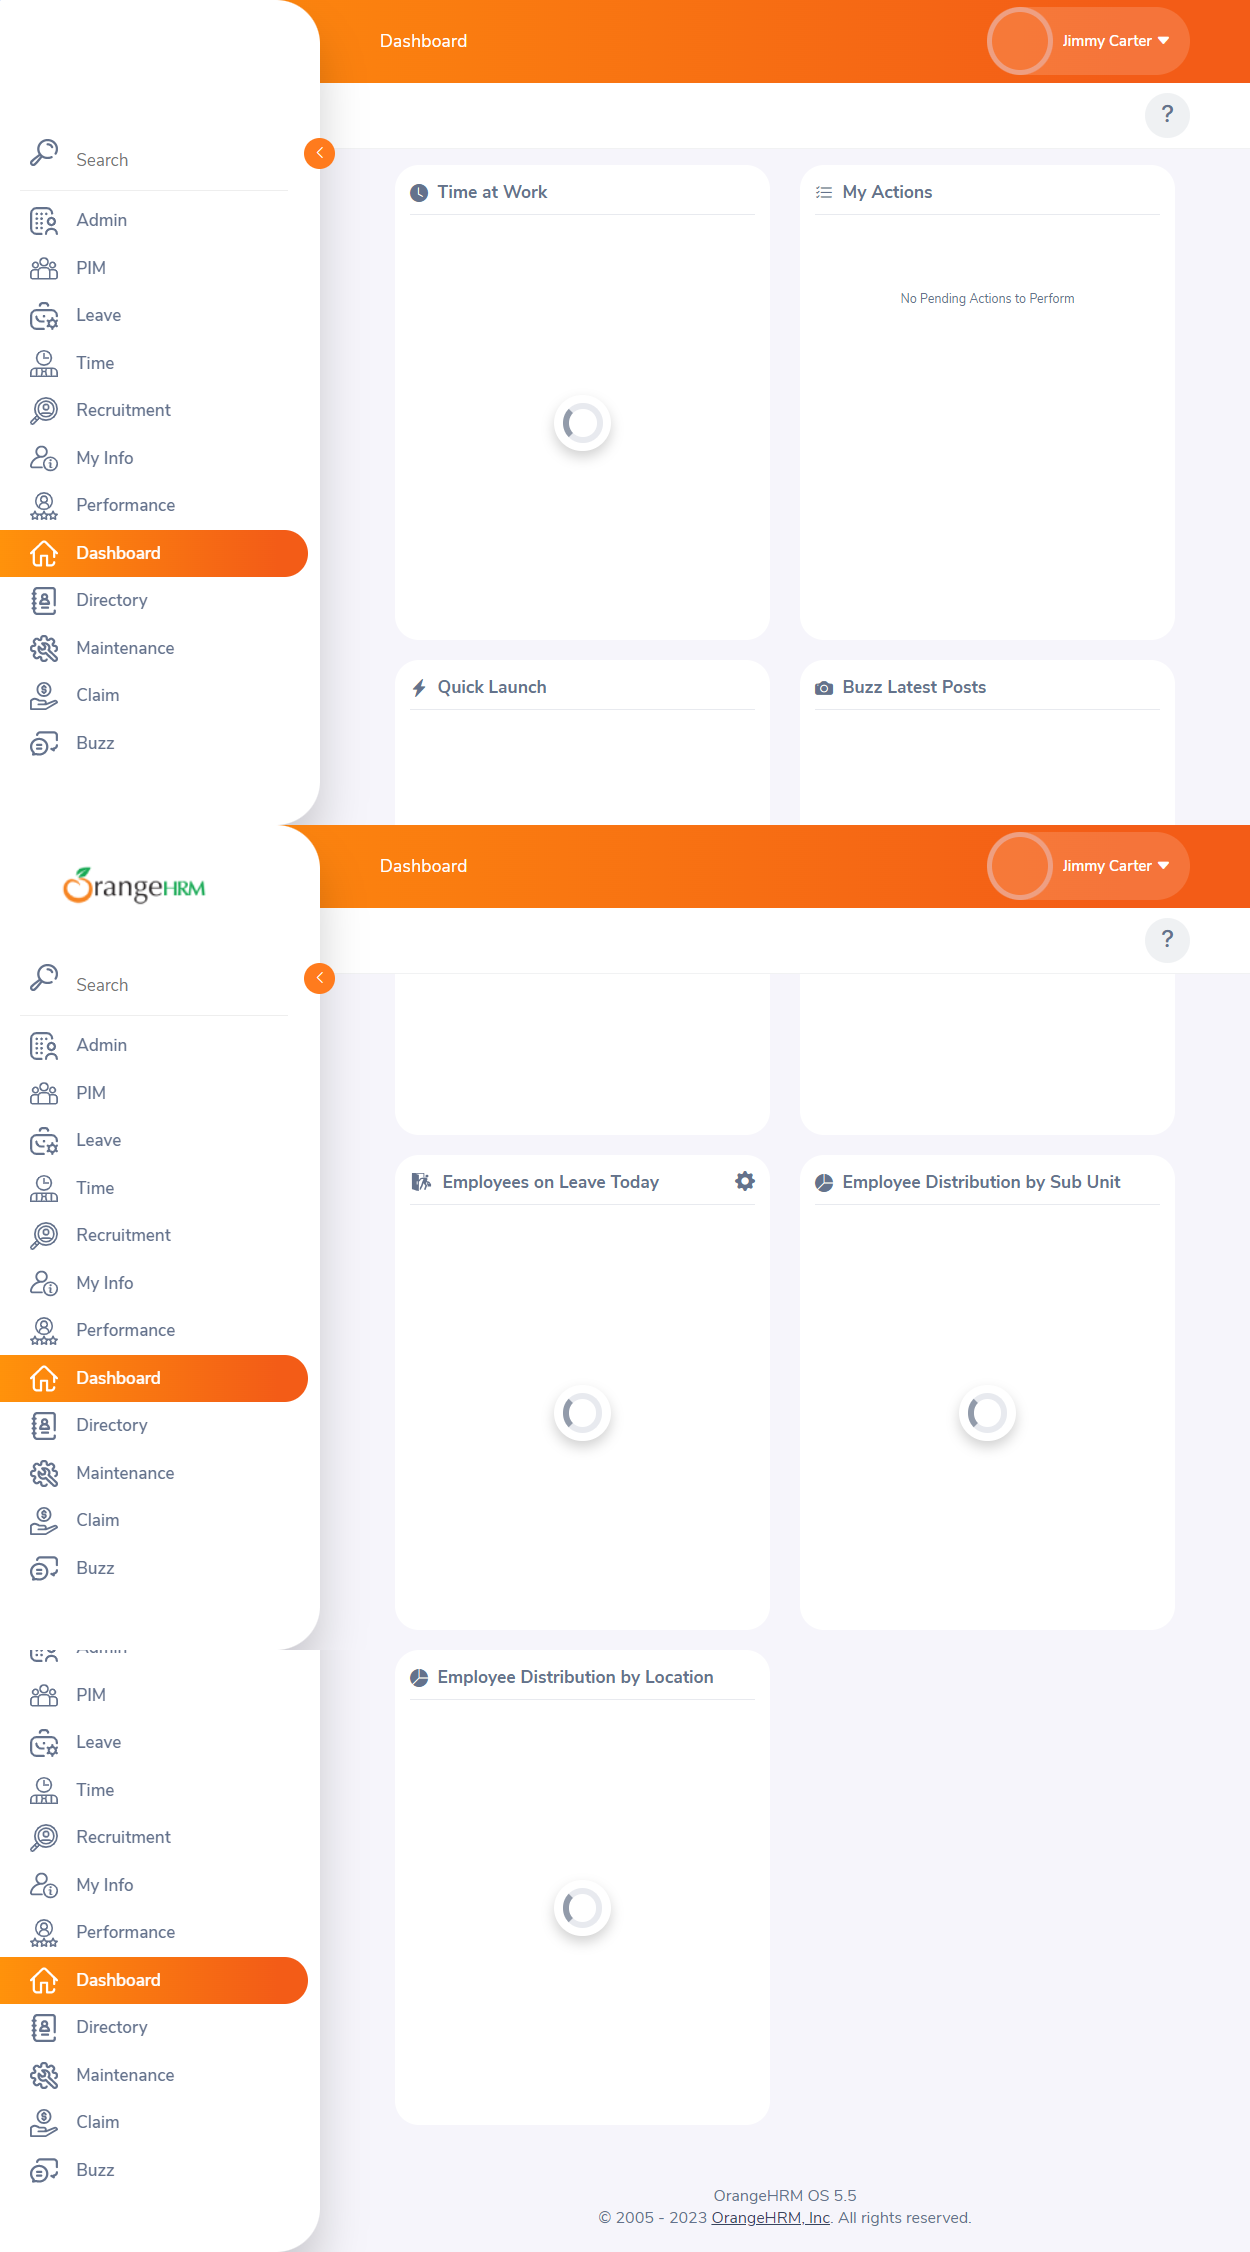 Dashboard
Jimmy Carter
?
Search
Admin
PIM
Leave
Time
Recruitment
My Info
Performance
Dashboard
Directory
Maintenance
Claim
Buzz
Time at Work
My Actions
No Pending Actions to Perform
Quick Launch
Buzz Latest Posts
OrangeHRM
Dashboard
Jimmy Carter
?
Search
Admin
PIM
Leave
Time
Recruitment
My Info
Performance
Dashboard
Directory
Maintenance
Claim
Buzz
Employees on Leave Today
Employee Distribution by Sub Unit
Admin
PIM
Leave
Time
Recruitment
My Info
Performance
Dashboard
Directory
Maintenance
Claim
Buzz
Employee Distribution by Location
OrangeHRM OS 5.5
© 2005 - 2023 OrangeHRM, Inc. All rights reserved.